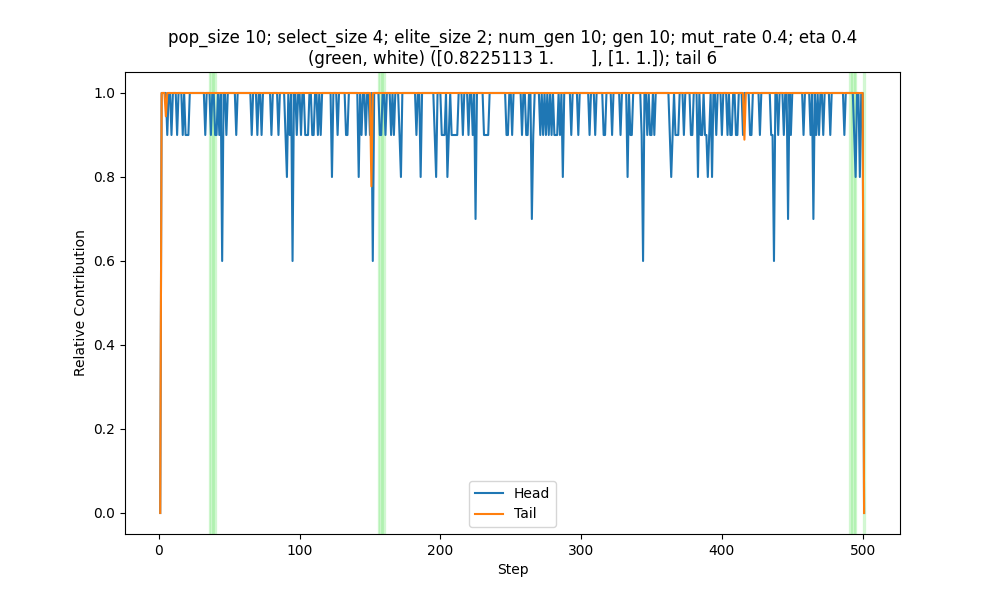 pop_size 10; select_size 4; elite_size 2; num_gen 10; gen 10; mut_rate 0.4; eta 0.4
(green, white) ([0.8225113 1.       ], [1. 1.]); tail 6
1.0
0.8
0.6
0.4
0.2
0.0
Relative Contribution
Head
Tail
0
100
200
300
400
500
Step